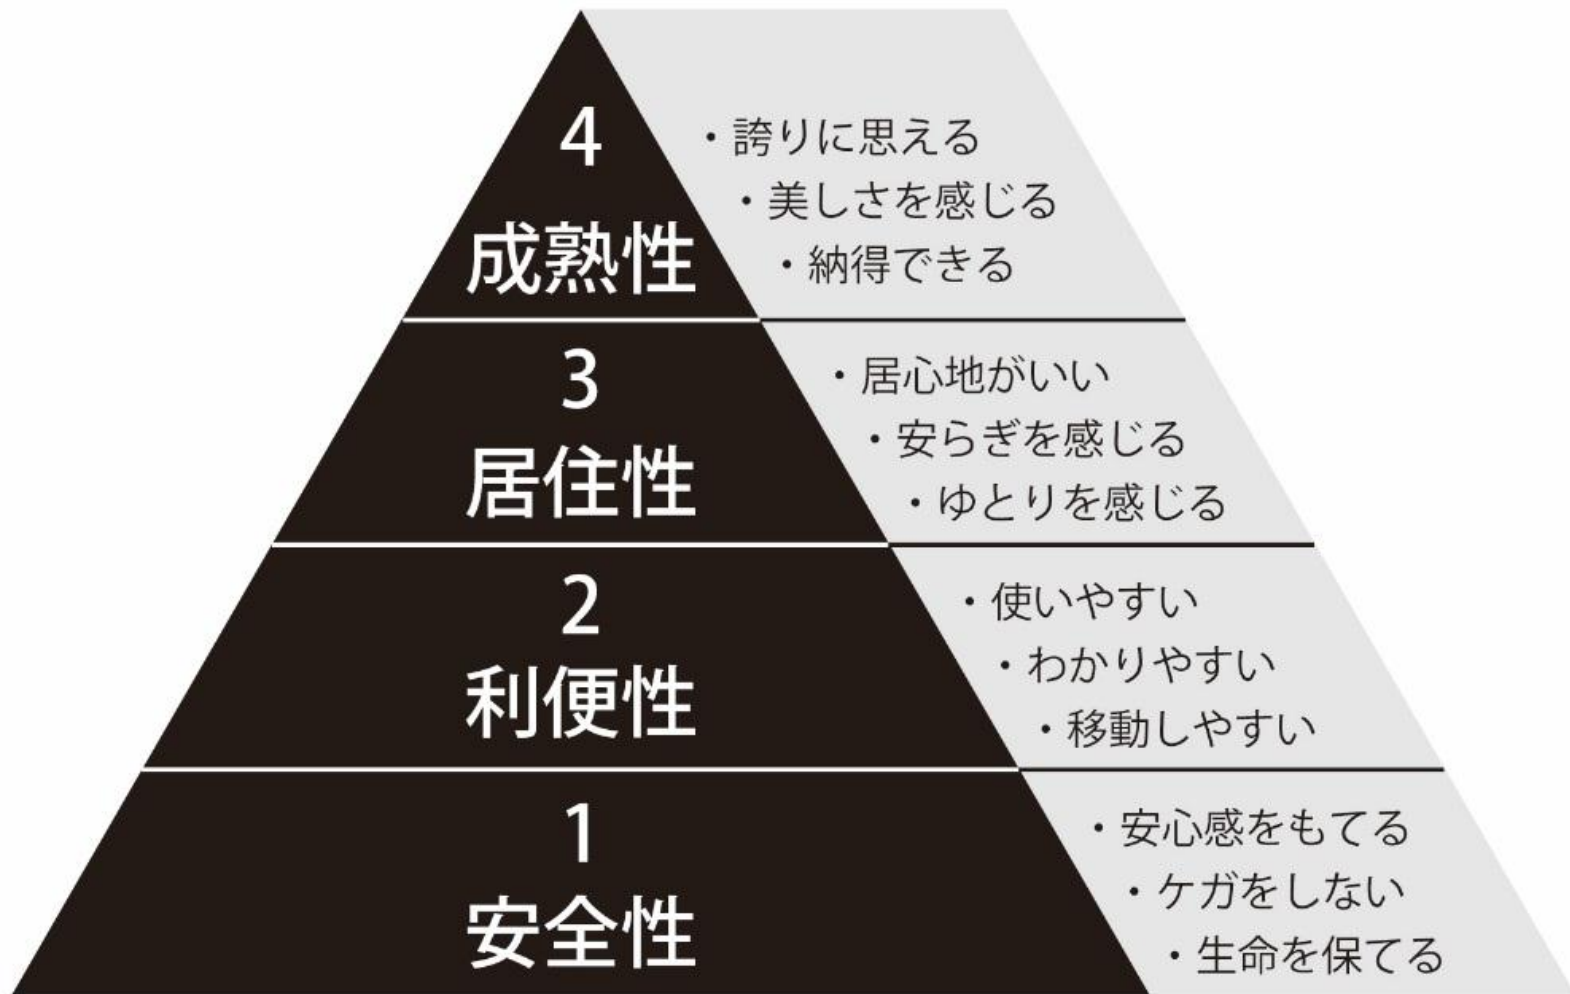 4
成熟性
・誇りに思える
・美しさを感じる
・納得できる
3
居住性
・居心地がいい
・安らぎを感じる
・ゆとりを感じる
2
利便性
・使いやすい
・わかりやすい
・移動しやすい
1
安全性
・安心感をもてる
・ケガをしない
・生命を保てる